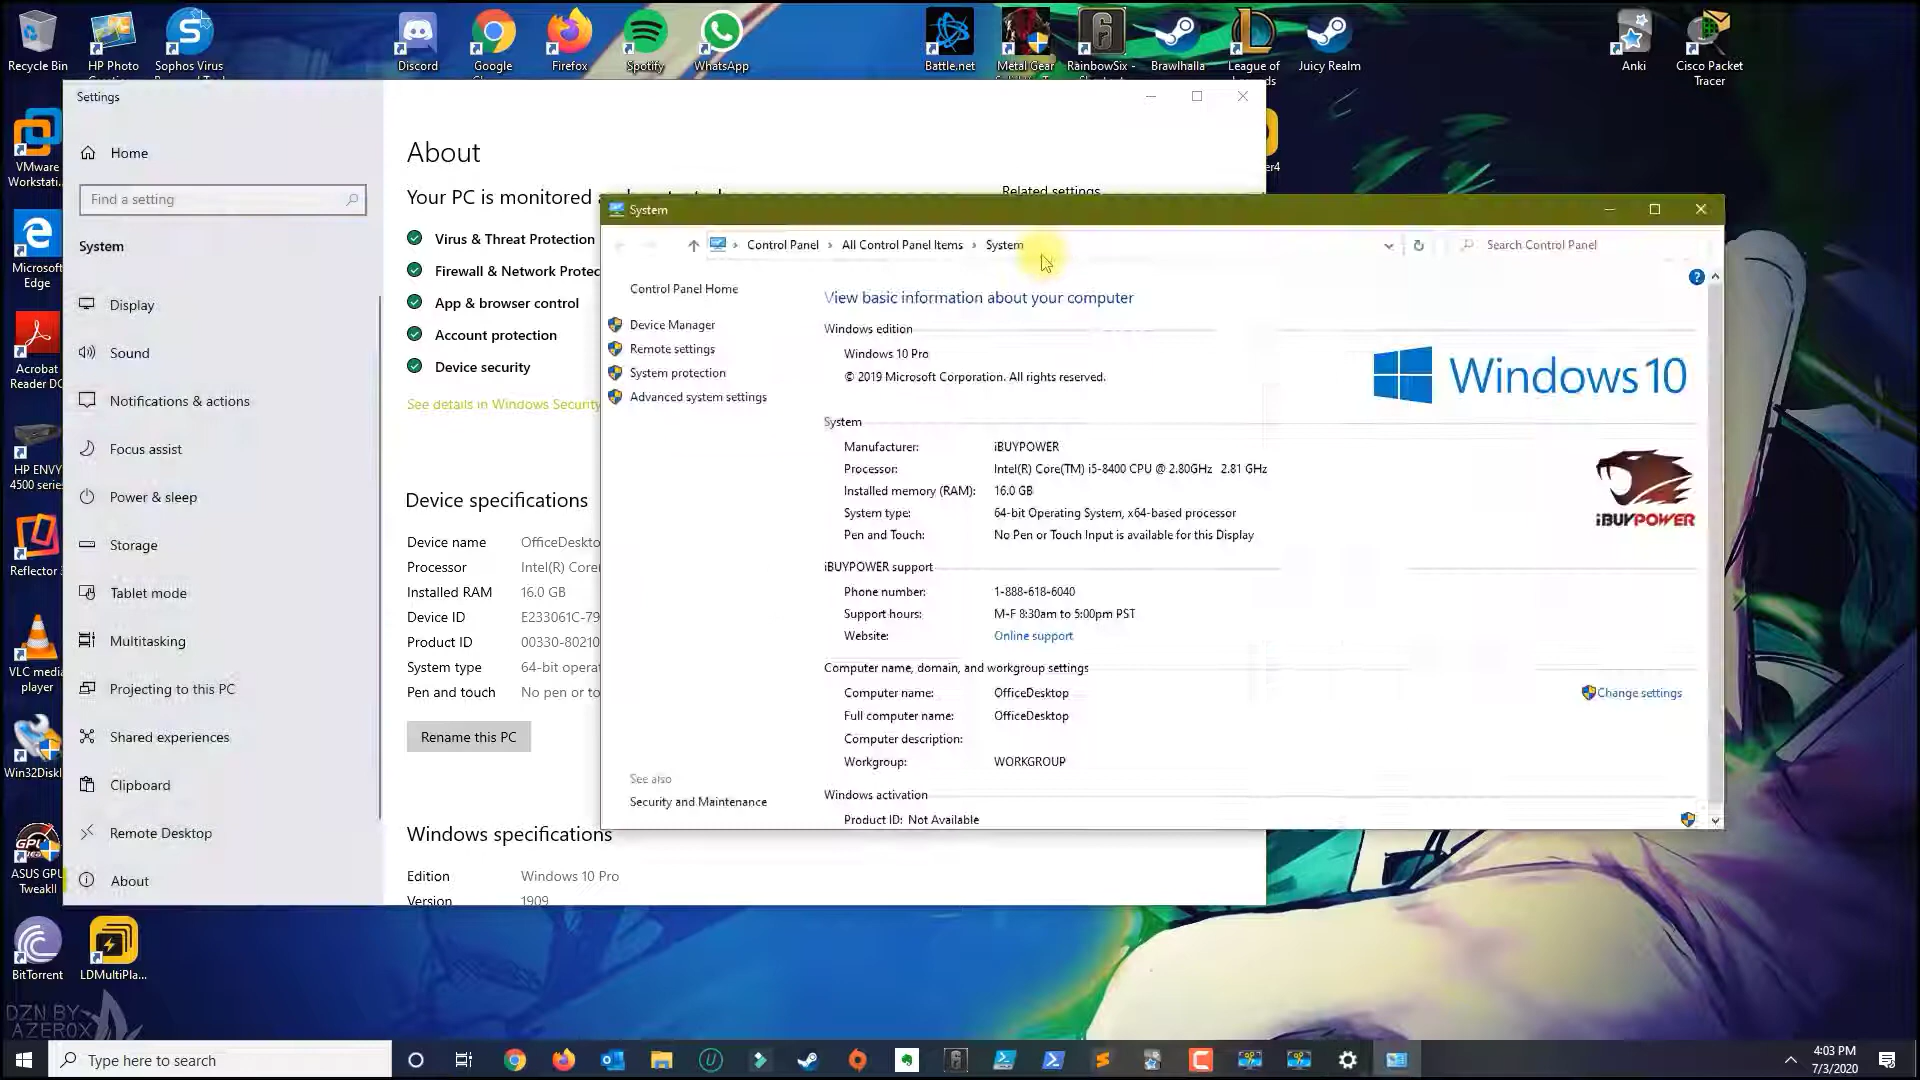 Recycle Bin
HP Photo
Sophos Virus
Discord
Google
Firefox
Spotify
WhatsApp
Battle.net
Metal Gear
RainbowSix -
Brawlhalla
League of
Juicy Realm
Anki
Cisco Packet
Tracer
VMware
Workstati...
Microsoft
Edge
Acrobat
Reader DC
HP ENVY
4500 series
Reflector
VLC media
player
Win32Diskl
ASUS GPU
TweakII
BitTorrent
LDMultiPla...
DZN BY
AZEROX
Settings
Home
Find a setting
System
Display
Sound
Notifications & actions
Focus assist
Power & sleep
Storage
Tablet mode
Multitasking
Projecting to this PC
Shared experiences
Clipboard
Remote Desktop
About
About
Your PC is monitored
Related settings
Virus & Threat Protection
Firewall & Network Protec
App & browser control
Account protection
Device security
See details in Windows Security
Device specifications
Device name OfficeDeskto
Processor Intel(R) Core
Installed RAM 16.0 GB
Device ID E233061C-79
Product ID 00330-80210
System type 64-bit operat
Pen and touch No pen or to
Rename this PC
Windows specifications
Edition Windows 10 Pro
Version 1909
System
Control Panel > All Control Panel Items > System
Search Control Panel
Control Panel Home
Device Manager
Remote settings
System protection
Advanced system settings
See also
Security and Maintenance
View basic information about your computer
Windows edition
Windows 10 Pro
© 2019 Microsoft Corporation. All rights reserved.
Windows 10
System
Manufacturer: iBUYPOWER
Processor: Intel(R) Core(TM) i5-8400 CPU @ 2.80GHz 2.81 GHz
Installed memory (RAM): 16.0 GB
System type: 64-bit Operating System, x64-based processor
Pen and Touch: No Pen or Touch Input is available for this Display
iBUYPOWER
iBUYPOWER support
Phone number: 1-888-618-6040
Support hours: M-F 8:30am to 5:00pm PST
Website: Online support
Computer name, domain, and workgroup settings
Computer name: OfficeDesktop
Change settings
Full computer name: OfficeDesktop
Computer description:
Workgroup: WORKGROUP
Windows activation
Product ID: Not Available
Type here to search
4:03 PM
7/3/2020